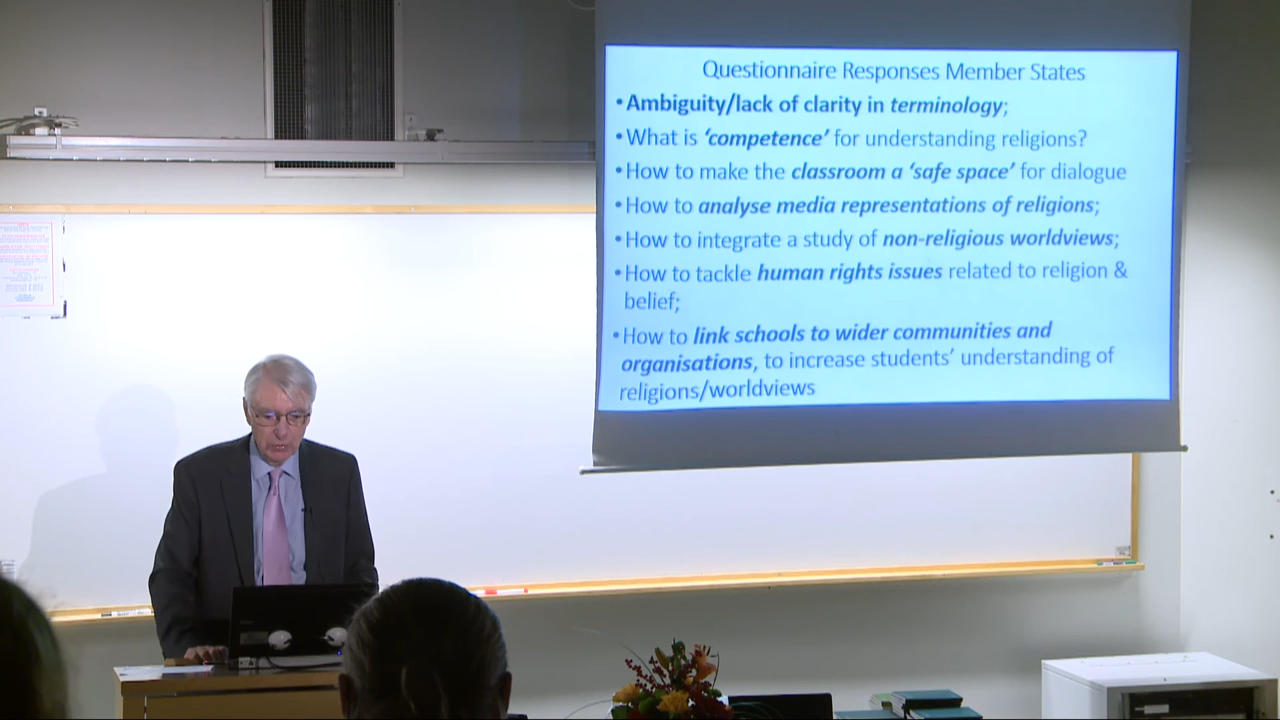 Questionnaire Responses Member States
•Ambiguity/lack of clarity in terminology;
•What is ‘competence’ for understanding religions?
•How to make the classroom a ‘safe space’ for dialogue
•How to analyse media representations of religions;
•How to integrate a study of non-religious worldviews;
•How to tackle human rights issues related to religion &
belief;
•How to link schools to wider communities and
organisations, to increase students’ understanding of
religions/worldviews